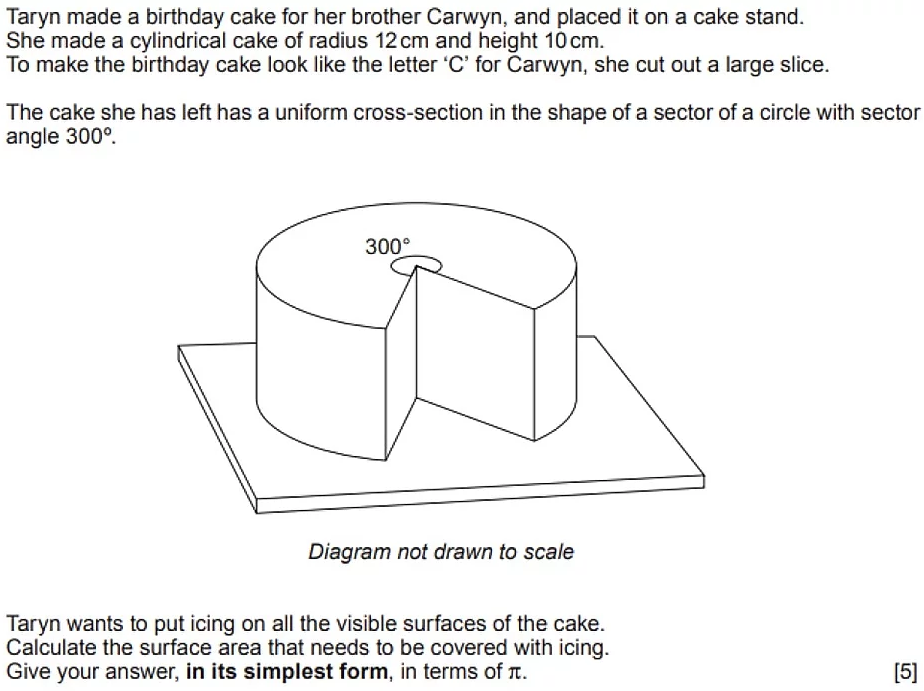 Taryn made a birthday cake for her brother Carwyn, and placed it on a cake stand.
She made a cylindrical cake of radius 12 cm and height 10 cm.
To make the birthday cake look like the letter ‘C’ for Carwyn, she cut out a large slice.
The cake she has left has a uniform cross-section in the shape of a sector of a circle with sector
angle 300º.
300°
Diagram not drawn to scale
Taryn wants to put icing on all the visible surfaces of the cake.
Calculate the surface area that needs to be covered with icing.
Give your answer, in its simplest form, in terms of π. [5]